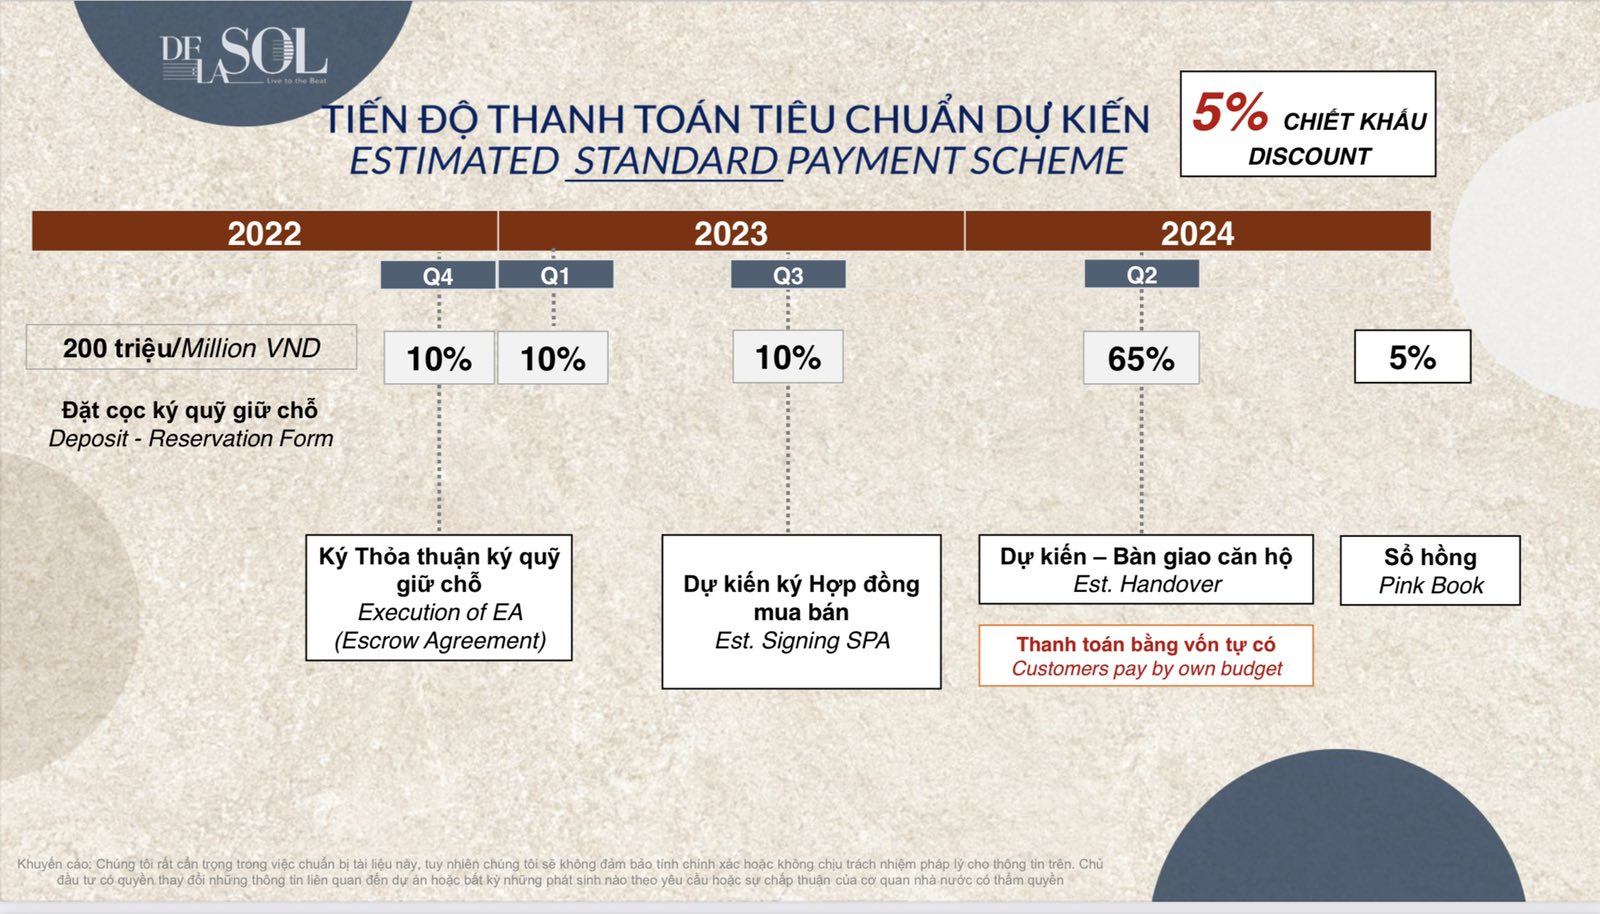 DE LA SOL
Live to the Beat
TIẾN ĐỘ THANH TOÁN TIÊU CHUẨN DỰ KIẾN
ESTIMATED STANDARD PAYMENT SCHEME
5% CHIẾT KHẤU
DISCOUNT
2022 2023 2024
Q4 Q1 Q3 Q2
200 triệu/Million VND
10% 10% 10% 65% 5%
Đặt cọc ký quỹ giữ chỗ
Deposit - Reservation Form
Ký Thỏa thuận ký quỹ
giữ chỗ
Execution of EA
(Escrow Agreement)
Dự kiến ký Hợp đồng
mua bán
Est. Signing SPA
Dự kiến – Bàn giao căn hộ
Est. Handover
Thanh toán bằng vốn tự có
Customers pay by own budget
Sổ hồng
Pink Book
Khuyến cáo: Chúng tôi rất cẩn trọng trong việc chuẩn bị tài liệu này, tuy nhiên chúng tôi sẽ không đảm bảo tính chính xác hoặc không chịu trách nhiệm pháp lý cho thông tin trên. Chủ
đầu tư có quyền thay đổi những thông tin liên quan đến dự án hoặc bất kỳ những phát sinh nào theo yêu cầu hoặc sự chấp thuận của cơ quan nhà nước có thẩm quyền